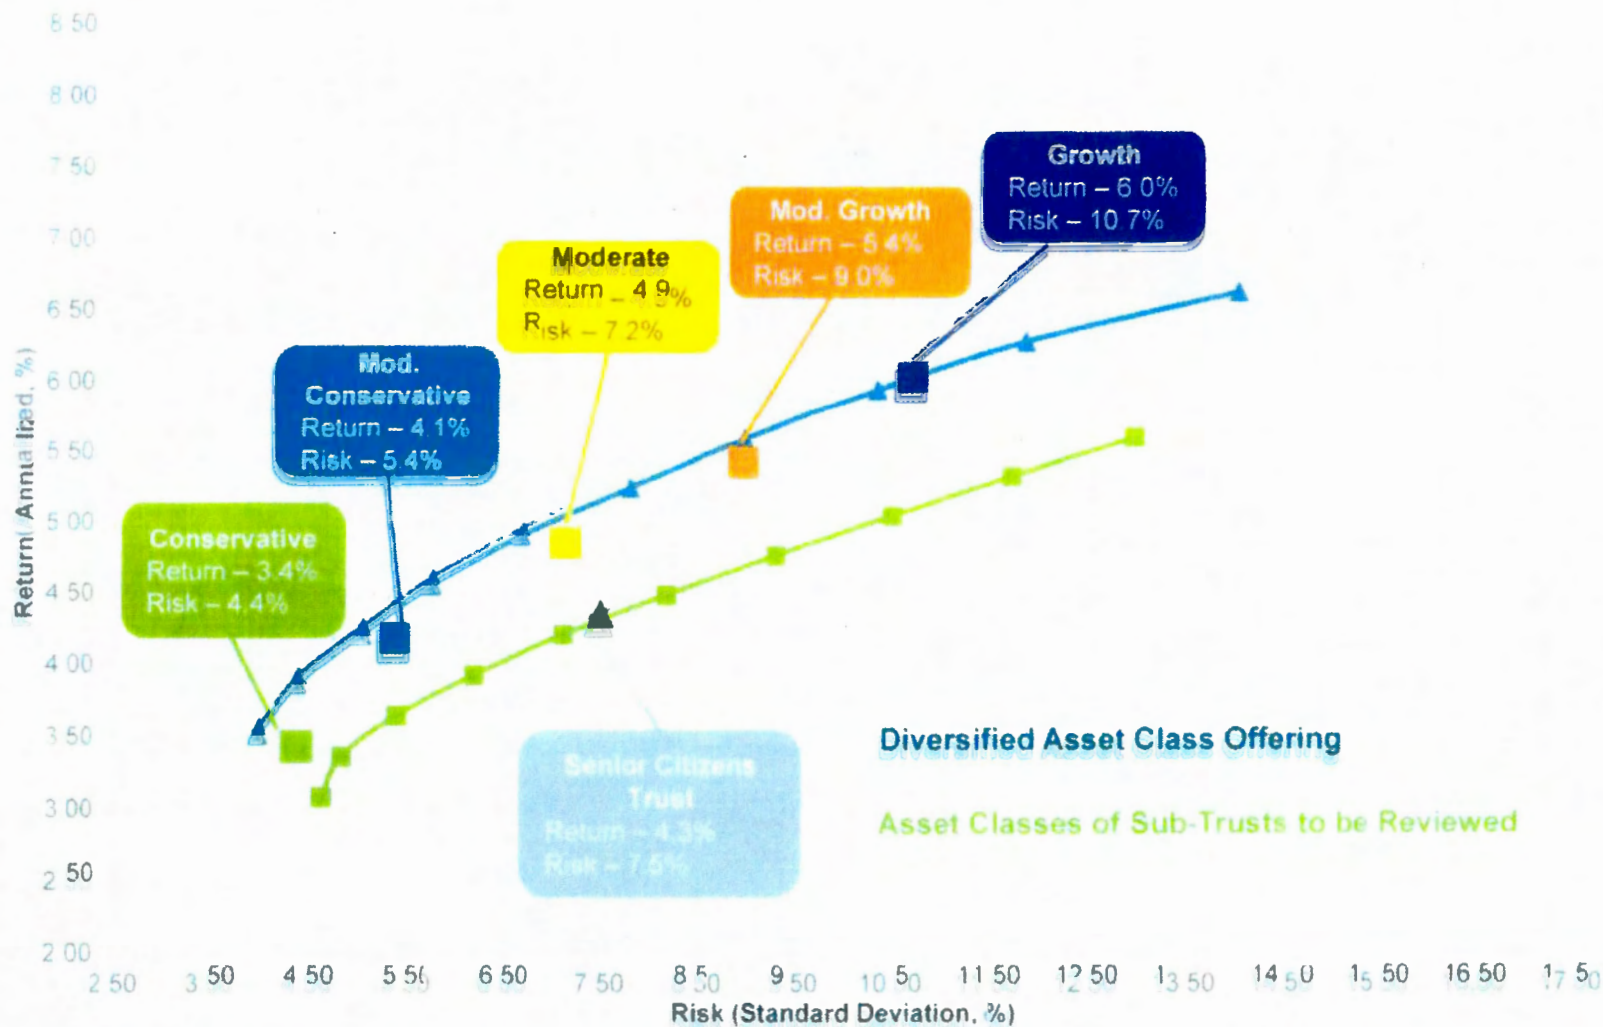 8 50
8 00
7 50
7 00
6 50
6 00
5 50
5 00
4 50
4 00
3 50
3 00
2 50
2 00
Return (Annualized, %)
Growth
Return – 6 0%
Risk – 10.7%
Mod. Growth
Return – 5 4%
Risk – 9.0%
Moderate
Return – 4.9%
Risk – 7.2%
Mod.
Conservative
Return – 4.1%
Risk – 5.4%
Conservative
Return – 3.4%
Risk – 4.4%
Senior Citizens
Trust
Return – 4.3%
Risk – 7.5%
Diversified Asset Class Offering
Asset Classes of Sub-Trusts to be Reviewed
2 50 3 50 4 50 5 50 6 50 7 50 8 50 9 50 10 50 11 50 12 50 13 50 14 50 15 50 16 50 17 50
Risk (Standard Deviation, %)